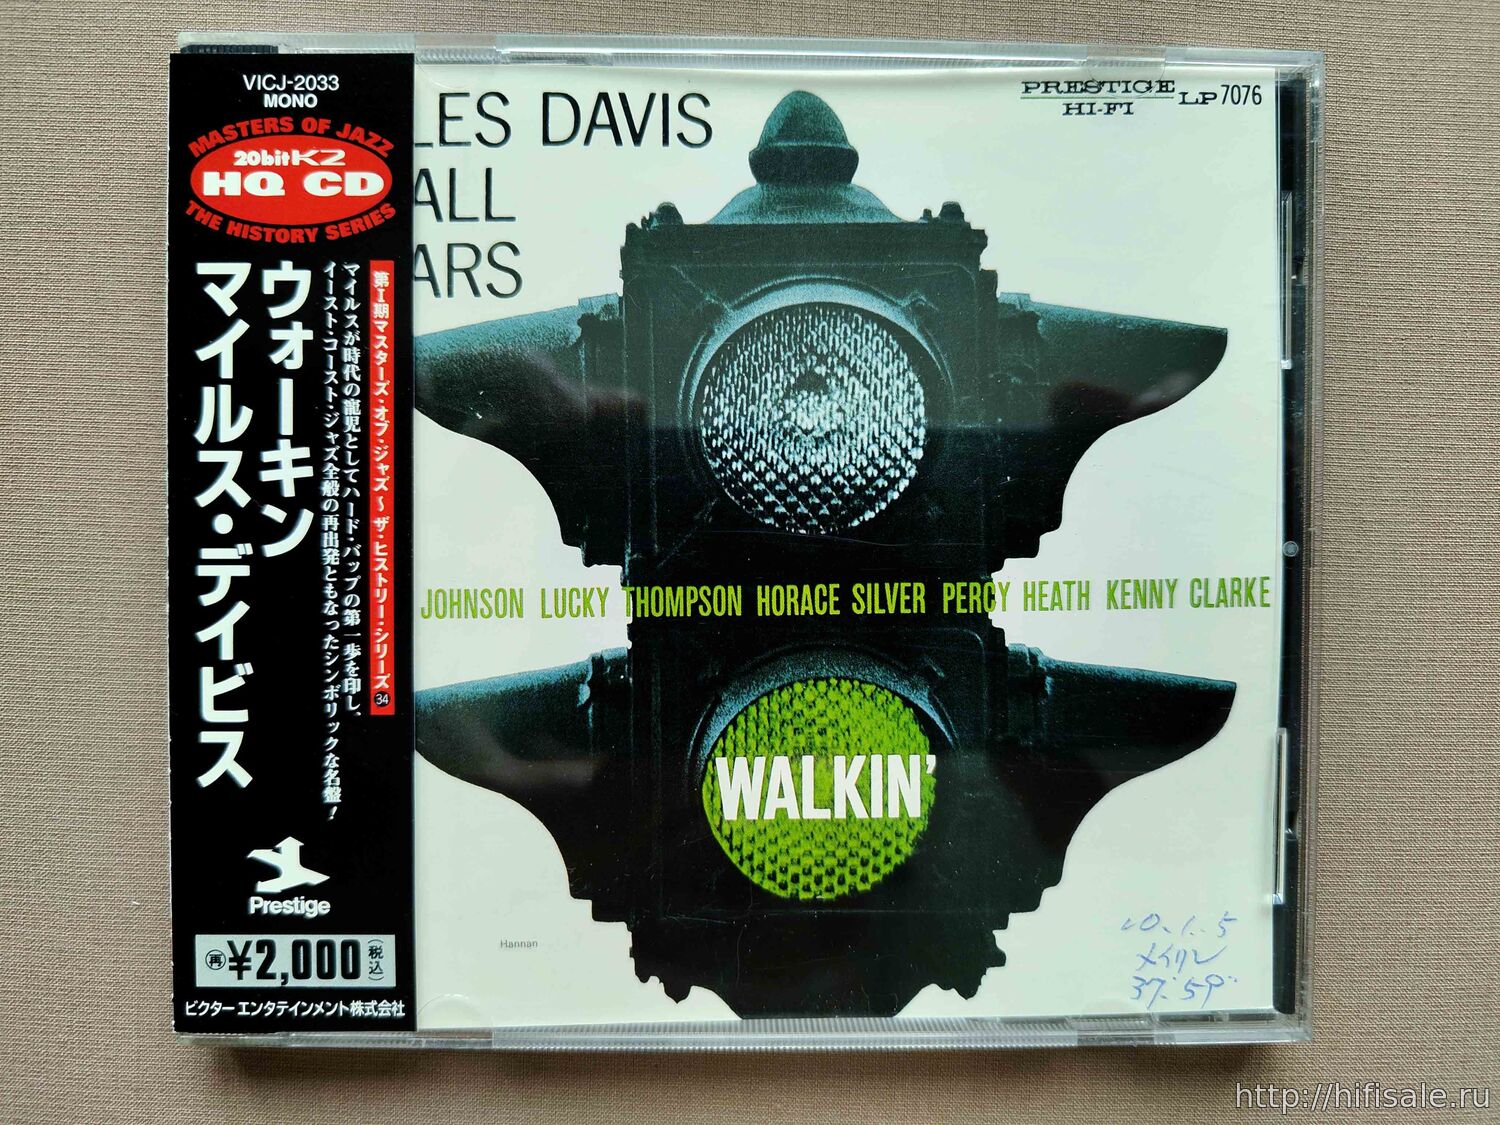 VICJ-2033
MONO
MASTERS OF JAZZ
20bitK2
HQ CD
THE HISTORY SERIES
第I期マスターズ・オブ・ジャズ〜ザ・ヒストリー・シリーズ㉞
マイルスが時代の寵児としてハード・バップの第一歩を印し、
イースト・コースト・ジャズ全般の再出発ともなったシンボリックな名盤!
ウォーキン
マイルス・デイビス
Prestige
再 ¥2,000(税込)
ビクターエンタテインメント株式会社
LES DAVIS
ALL
ARS
PRESTIGE
HI-FI
LP7076
JOHNSON LUCKY THOMPSON HORACE SILVER PERCY HEATH KENNY CLARKE
WALKIN'
Hannan
37'59"
http://hifisale.ru